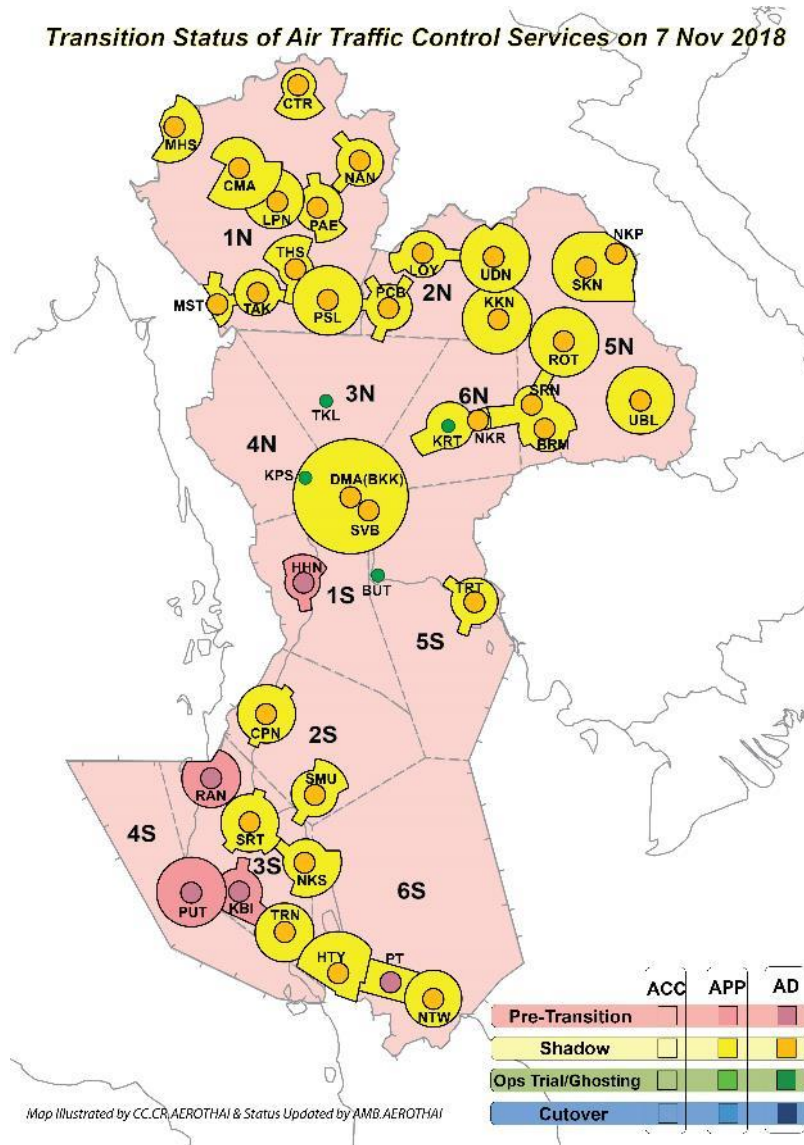 Transition Status of Air Traffic Control Services on 7 Nov 2018
CTR
MHS
CMA
NAN
LPN
PAE
1N
THS
NKP
LOY
UDN
SKN
MST
TAK
PSL
PCB
2N
KKN
ROT
5N
3N
6N
SRN
TKL
UBL
KRT
NKR
BRM
4N
KPS
DMA(BKK)
SVB
HHN
1S
BUT
TRT
5S
CPN
2S
RAN
SMU
4S
SRT
3S
NKS
PUT
KBI
6S
TRN
HTY
PT
NTW
ACC APP AD
Pre-Transition
Shadow
Ops Trial/Ghosting
Cutover
Map Illustrated by CC.CR.AEROTHAI & Status Updated by AMB.AEROTHAI